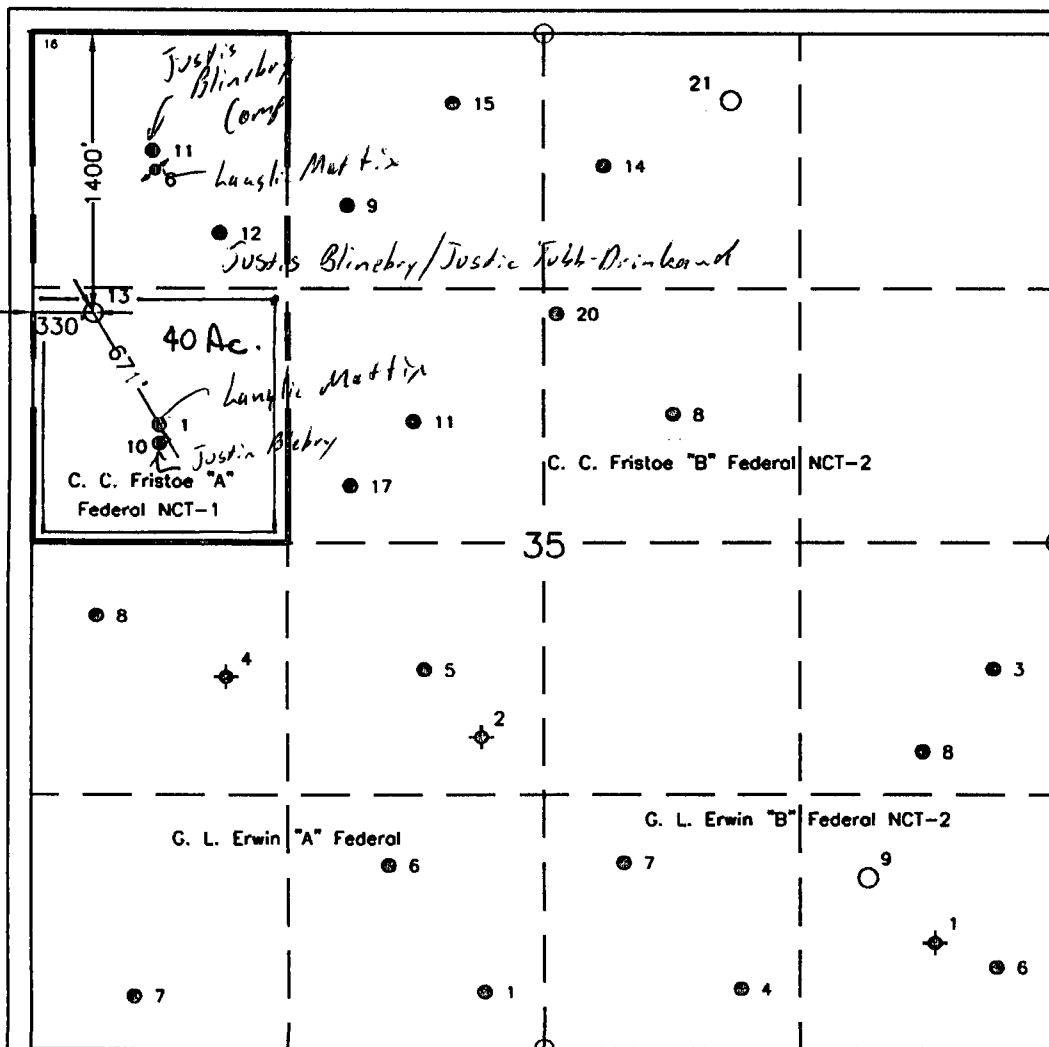 16
Justis
Blinebry
Comp
21
15
11
14
6
Langlie Mattix
1400'
9
12
Justis Blinebry/Justis Tubb-Drinkard
13
20
330'
40 Ac.
671'
Langlie Mattix
1
11
8
10
Justis Blebry
C. C. Fristoe "A"
Federal NCT-1
17
C. C. Fristoe "B" Federal NCT-2
35
8
4
5
3
2
8
G. L. Erwin "A" Federal
G. L. Erwin "B" Federal NCT-2
6
7
9
1
6
7
1
4